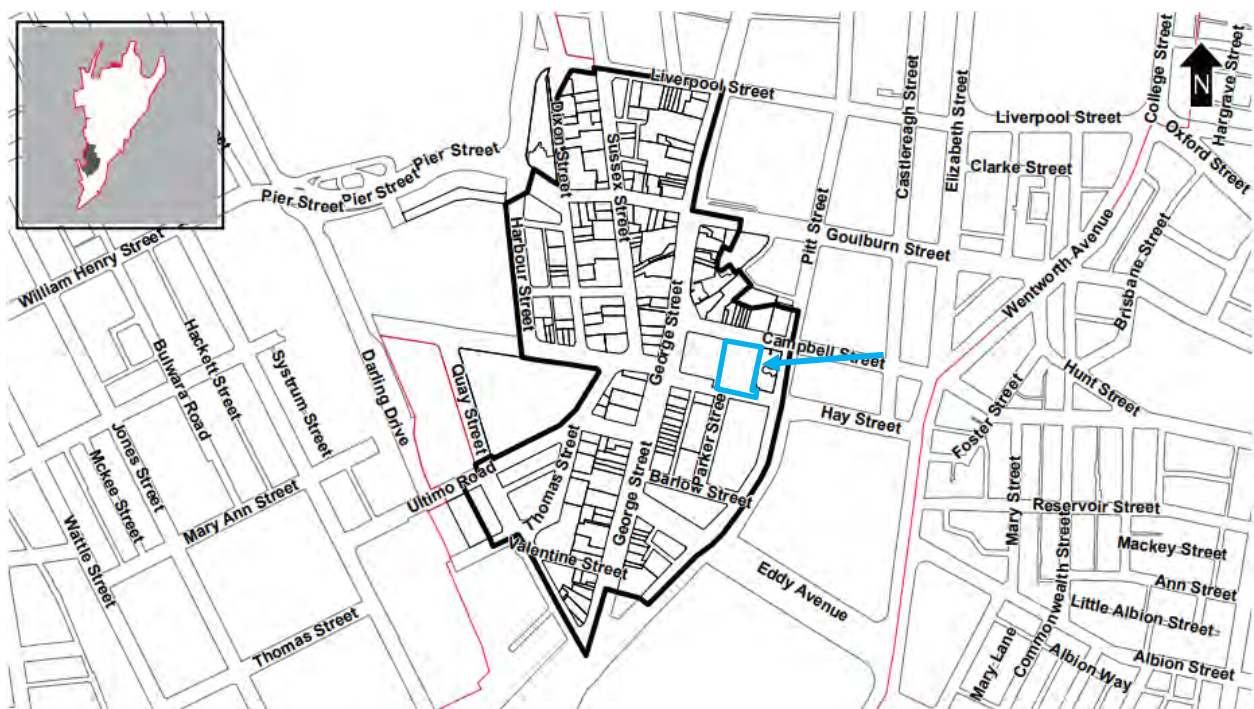 Liverpool Street
College Street
N
Hargrave Street
Dixon Street
Sussex Street
Castlereagh Street
Elizabeth Street
Liverpool Street
Oxford Street
Pier Street
Clarke Street
Pier Street
Pier Street
Harbour Street
Pitt Street
Goulburn Street
Wentworth Avenue
Brisbane Street
William Henry Street
George Street
Campbell Street
Hackett Street
Bulwara Road
Systrum Street
Darling Drive
Quay Street
Hunt Street
Hay Street
Foster Street
Parker Stree
Jones Street
Mckee Street
Mary Ann Street
Ultimo Road
Thomas Street
George Street
Barlow Street
Mary Street
Reservoir Street
Wattle Street
Valentine Street
Mackey Street
Commonwealth Street
Ann Street
Eddy Avenue
Little Albion Street
Thomas Street
Mary Lane
Albion Way
Albion Street